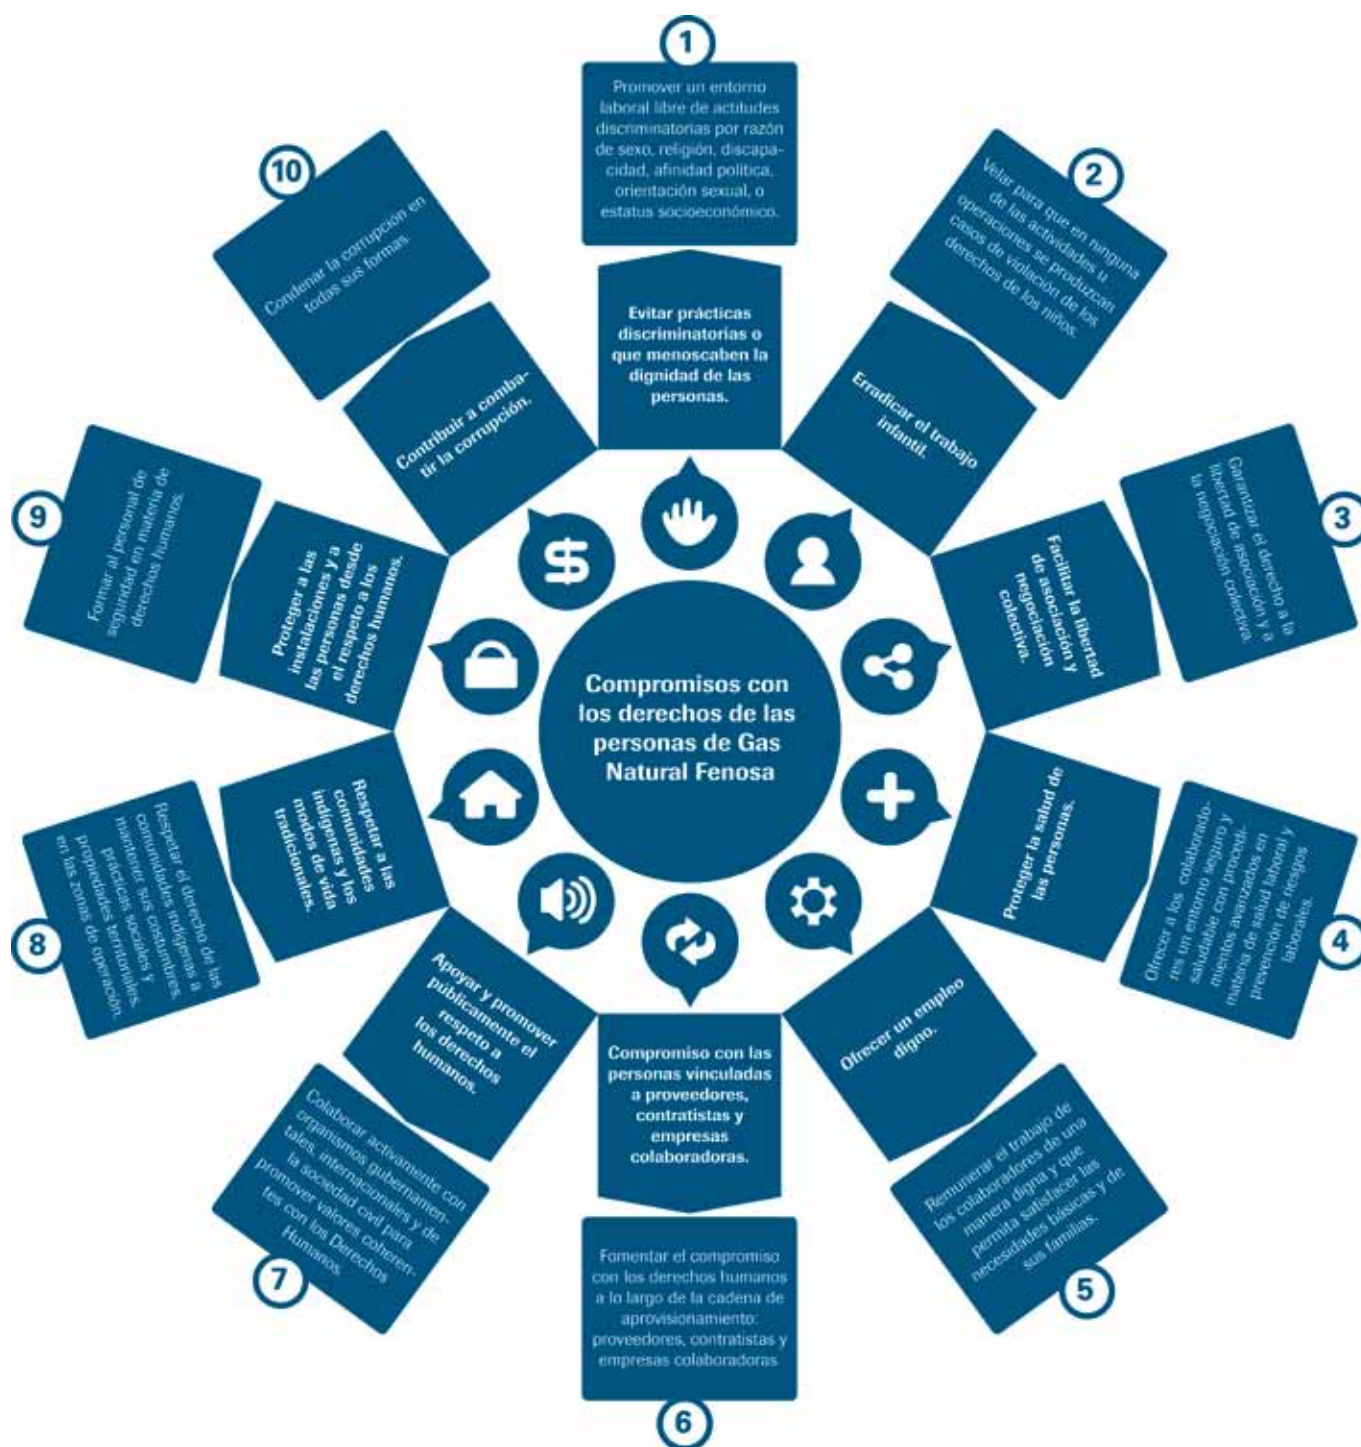 Compromisos con
los derechos de las
personas de Gas
Natural Fenosa
1
Promover un entorno
laboral libre de actitudes
discriminatorias por razón
de sexo, religión, discapa-
cidad, afinidad política,
orientación sexual, o
estatus socioeconómico.
Evitar prácticas
discriminatorias o
que menoscaben la
dignidad de las
personas.
2
Velar para que en ninguna
de las actividades u
operaciones se produzcan
casos de violación de los
derechos de los niños.
Erradicar el trabajo
infantil.
3
Garantizar el derecho a la
libertad de asociación y a
la negociación colectiva.
Facilitar la libertad
de asociación y
negociación
colectiva.
4
Ofrecer a los colaborado-
res un entorno seguro y
saludable con procedi-
mientos avanzados en
materia de salud laboral y
prevención de riesgos
laborales.
Proteger la salud de
las personas.
5
Remunerar el trabajo de
los colaboradores de una
manera digna y que
permita satisfacer las
necesidades básicas y de
sus familias.
Ofrecer un empleo
digno.
Compromiso con las
personas vinculadas
a proveedores,
contratistas y
empresas
colaboradoras.
Fomentar el compromiso
con los derechos humanos
a lo largo de la cadena de
aprovisionamiento:
proveedores, contratistas y
empresas colaboradoras
6
Apoyar y promover
públicamente el
respeto a
los derechos
humanos.
Colaborar activamente con
organismos gubernamen-
tales, internacionales y de
la sociedad civil para
promover valores coheren-
tes con los Derechos
Humanos.
7
Respetar a las
comunidades
indígenas y los
modos de vida
tradicionales.
Respetar el derecho de las
comunidades indígenas a
mantener sus costumbres,
prácticas sociales y
propiedades territoriales.
en las zonas de operación.
8
Proteger a las
instalaciones y a
las personas desde
el respeto a los
derechos humanos.
Formar al personal de
seguridad en materia de
derechos humanos.
9
Contribuir a comba-
tir la corrupción.
Condenar la corrupción en
todas sus formas.
10